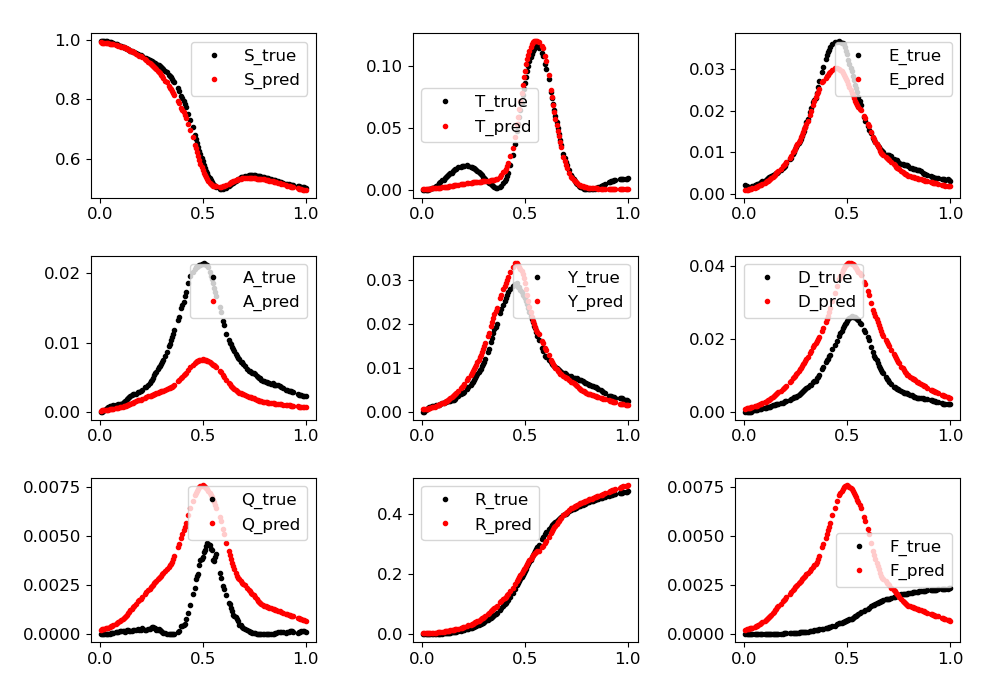 1.0
0.8
0.6
0.0 0.5 1.0
S_true
S_pred
0.10
0.05
0.00
0.0 0.5 1.0
T_true
T_pred
0.03
0.02
0.01
0.00
0.0 0.5 1.0
E_true
E_pred
0.02
0.01
0.00
0.0 0.5 1.0
A_true
A_pred
0.03
0.02
0.01
0.00
0.0 0.5 1.0
Y_true
Y_pred
0.04
0.02
0.00
0.0 0.5 1.0
D_true
D_pred
0.0075
0.0050
0.0025
0.0000
0.0 0.5 1.0
Q_true
Q_pred
0.4
0.2
0.0
0.0 0.5 1.0
R_true
R_pred
0.0075
0.0050
0.0025
0.0000
0.0 0.5 1.0
F_true
F_pred